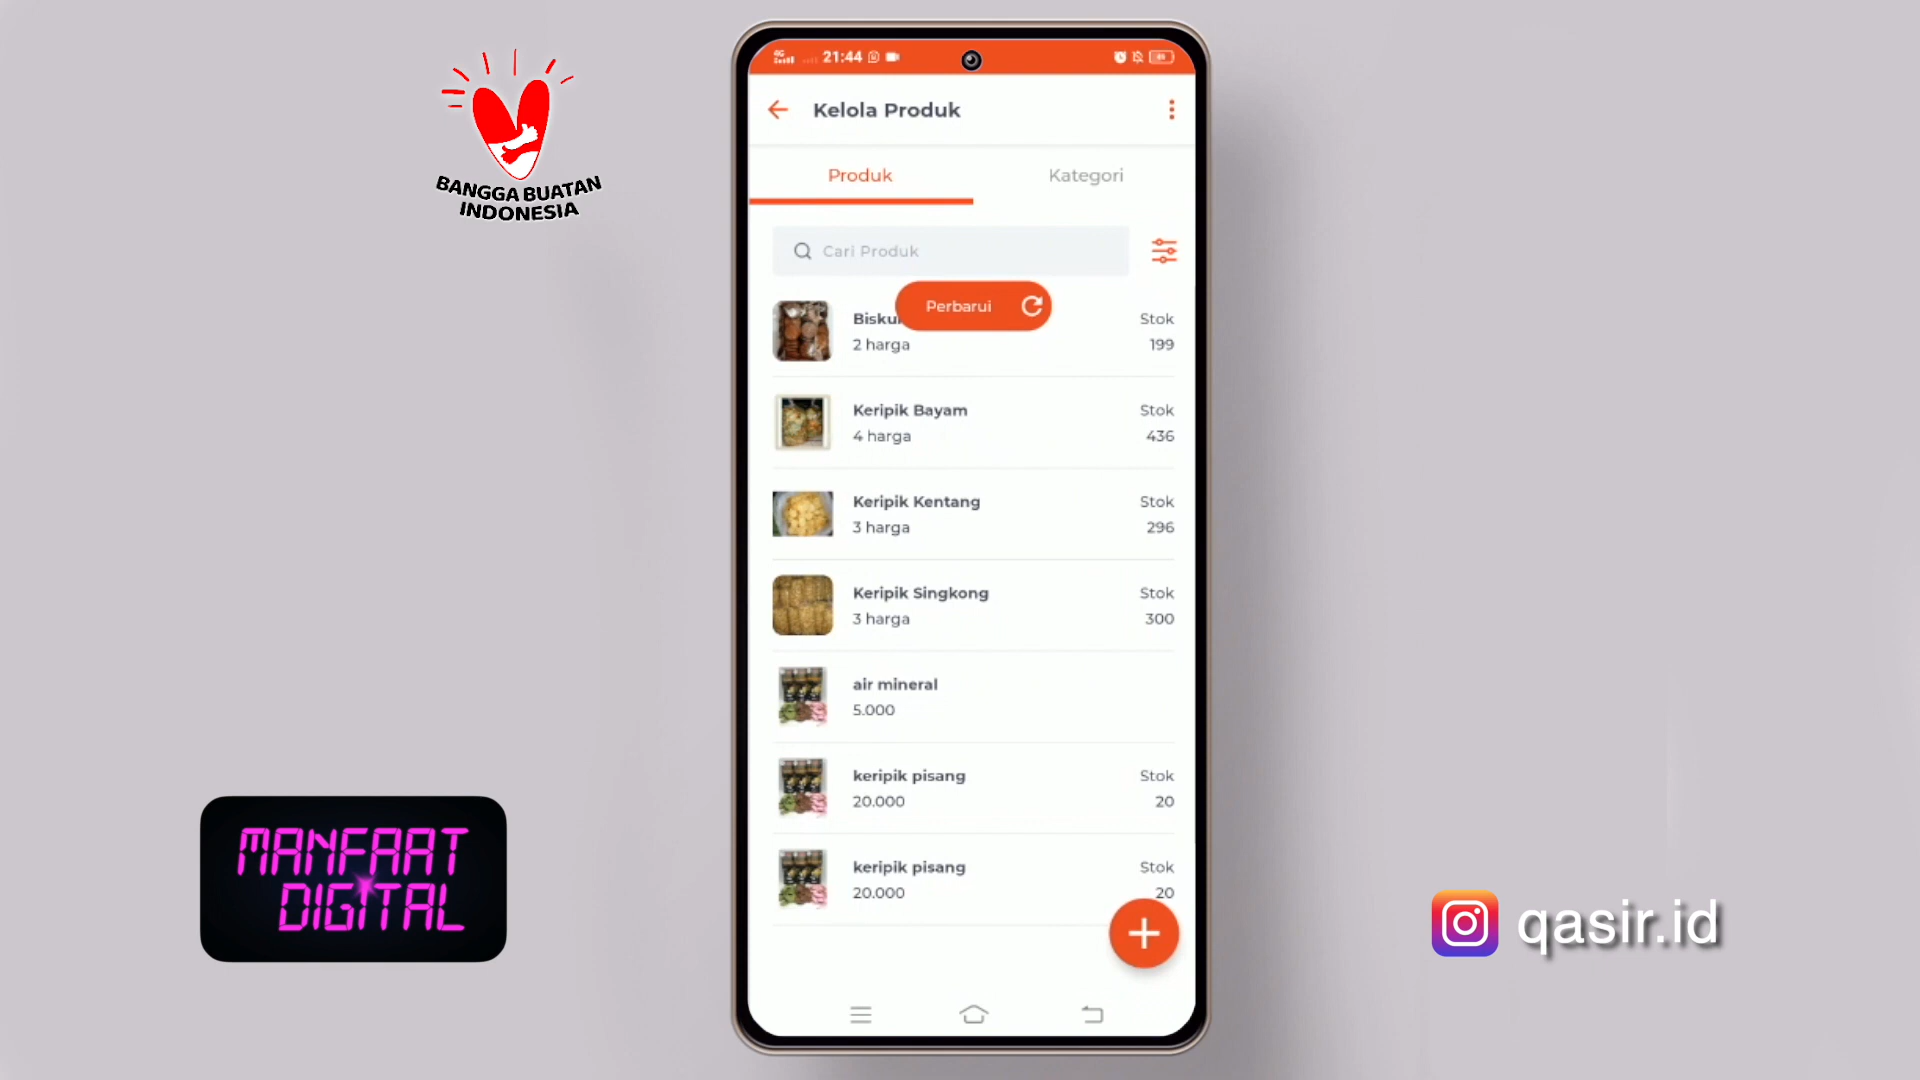 BANGGA BUATAN
INDONESIA
21:44
Kelola Produk
Produk
Kategori
Cari Produk
Perbarui
Stok
2 harga
199
Keripik Bayam
Stok
4 harga
436
Keripik Kentang
Stok
3 harga
296
Keripik Singkong
Stok
3 harga
300
air mineral
5.000
keripik pisang
Stok
20.000
20
keripik pisang
Stok
20.000
20
MANFAAT
DIGITAL
qasir.id